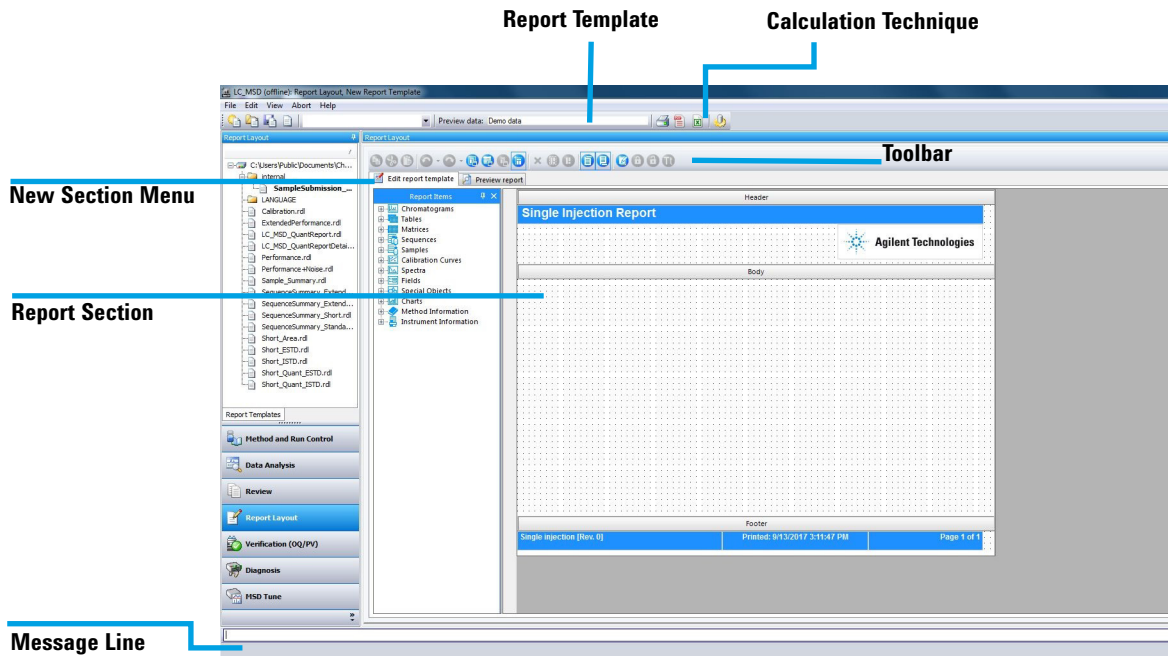 Report Template
Calculation Technique
LC_MSD (offline): Report Layout, New Report Template
File Edit View Abort Help
Preview data: Demo data
Report Layout
Report Layout
Toolbar
Edit report template
Preview report
New Section Menu
C:\Users\Public\Documents\Ch...
internal
SampleSubmission_...
LANGUAGE
Calibration.rdl
ExtendedPerformance.rdl
LC_MSD_QuantReport.rdl
LC_MSD_QuantReportDetai...
Performance.rdl
Performance+Noise.rdl
Sample_Summary.rdl
SequenceSummary_Extend...
SequenceSummary_Extend...
SequenceSummary_Short.rdl
SequenceSummary_Standa...
Short_Area.rdl
Short_ESTD.rdl
Short_ISTD.rdl
Short_Quant_ESTD.rdl
Short_Quant_ISTD.rdl
Report Templates
Report Section
Report Items
Chromatograms
Tables
Matrices
Sequences
Samples
Calibration Curves
Spectra
Fields
Special Objects
Charts
Method Information
Instrument Information
Header
Single Injection Report
Agilent Technologies
Body
Footer
Single injection [Rev. 0] Printed: 9/13/2017 3:11:47 PM Page 1 of 1
Method and Run Control
Data Analysis
Review
Report Layout
Verification (OQ/PV)
Diagnosis
MSD Tune
Message Line